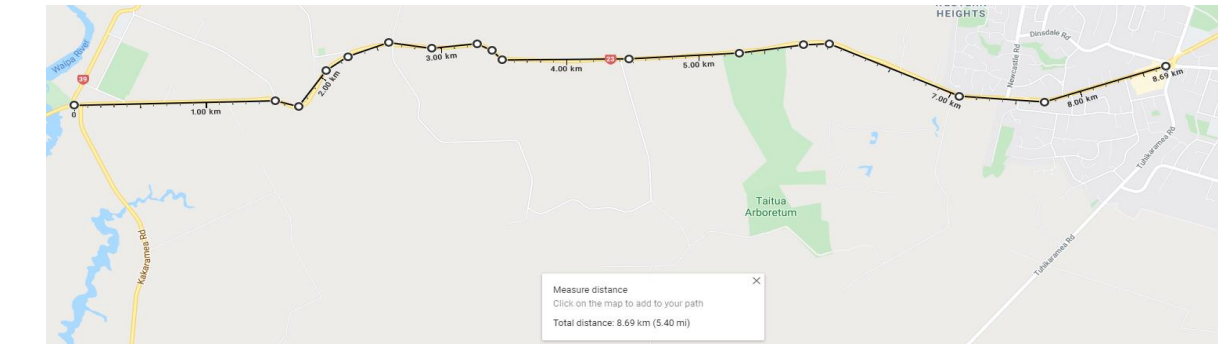 WESTERN
HEIGHTS
Dinsdale Rd
Waipa River
39
Newcastle Rd
23
0
1.00 km
2.00 km
3.00 km
4.00 km
5.00 km
7.00 km
8.00 km
8.69 km
Tuhikaramea Rd
Taitua
Arboretum
Kakaramea Rd
Tuhikaramea Rd
Measure distance
Click on the map to add to your path
Total distance: 8.69 km (5.40 mi)